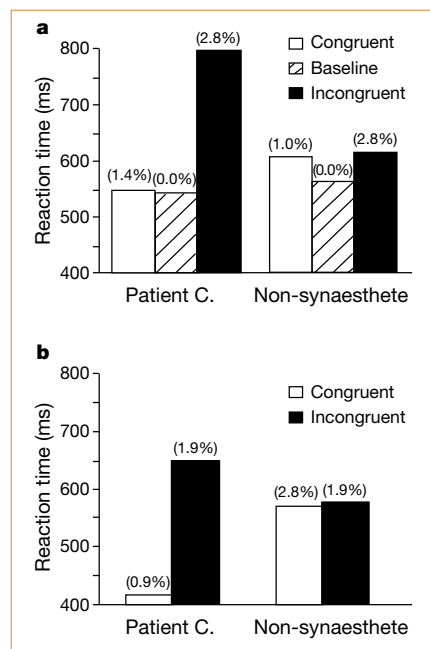 a
Reaction time (ms)
800
700
600
500
400
Congruent
Baseline
Incongruent
(1.4%) (0.0%) (2.8%)
(1.0%) (0.0%) (2.8%)
Patient C. Non-synaesthete
b
Reaction time (ms)
800
700
600
500
400
Congruent
Incongruent
(0.9%) (1.9%)
(2.8%) (1.9%)
Patient C. Non-synaesthete